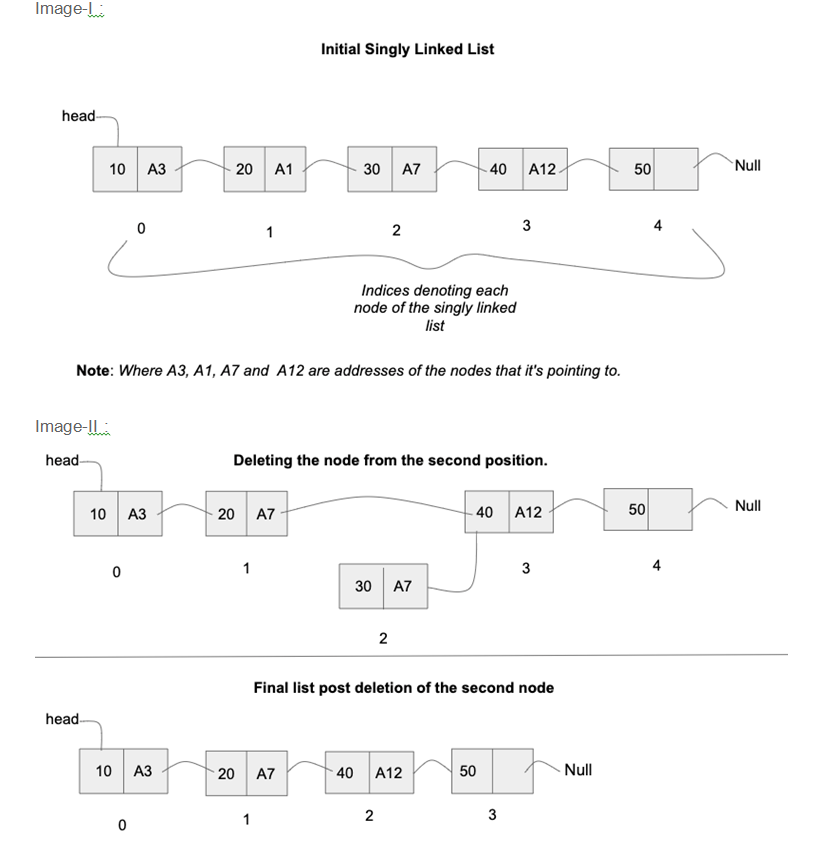 Image-I :
Initial Singly Linked List
head
10 A3 20 A1 30 A7 40 A12 50 Null
0 1 2 3 4
Indices denoting each
node of the singly linked
list
Note: Where A3, A1, A7 and A12 are addresses of the nodes that it's pointing to.
Image-II :
head Deleting the node from the second position.
10 A3 20 A7 40 A12 50 Null
0 1 3 4
30 A7
2
Final list post deletion of the second node
head
10 A3 20 A7 40 A12 50 Null
0 1 2 3